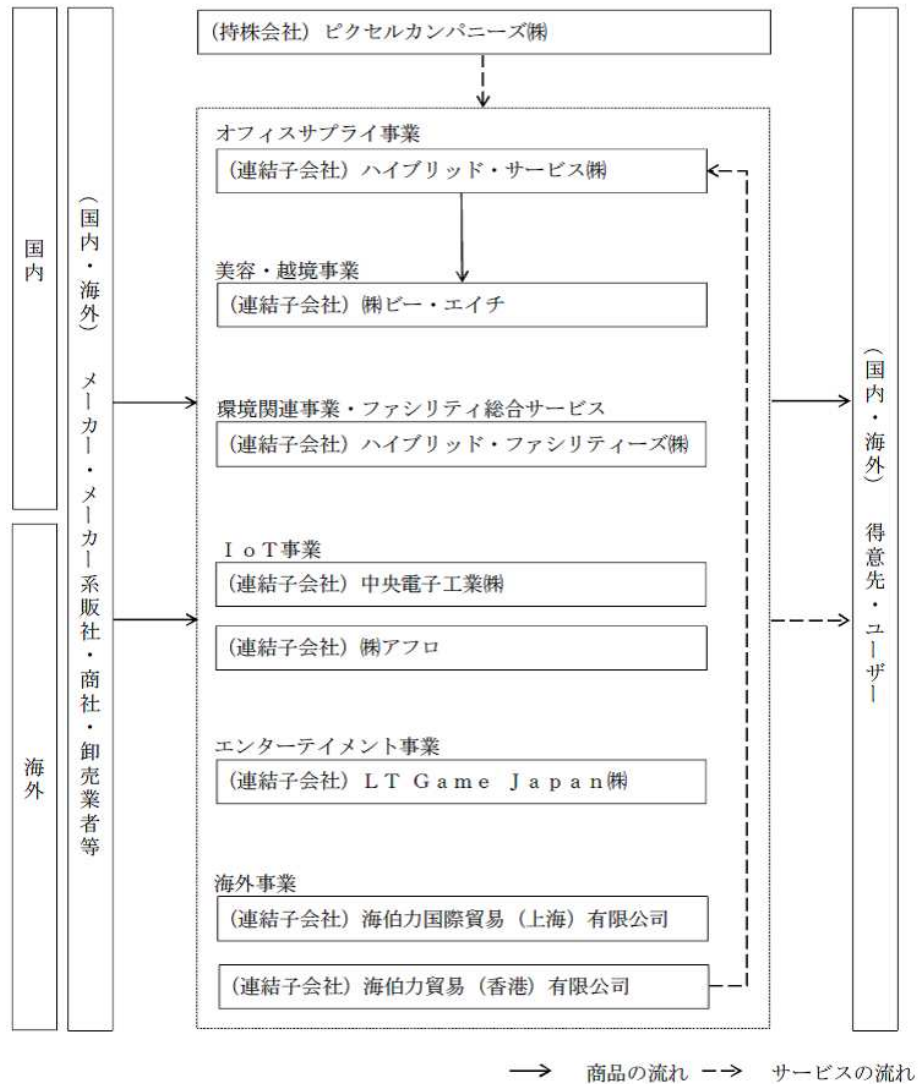 (持株会社) ピクセルカンパニーズ㈱
国内
海外
(国内・海外) メーカー・メーカー系販社・商社・卸売業者等
オフィスサプライ事業
(連結子会社) ハイブリッド・サービス㈱
美容・越境事業
(連結子会社) ㈱ビー・エイチ
環境関連事業・ファシリティ総合サービス
(連結子会社) ハイブリッド・ファシリティーズ㈱
ＩｏＴ事業
(連結子会社) 中央電子工業㈱
(連結子会社) ㈱アフロ
エンターテイメント事業
(連結子会社) ＬＴ Ｇａｍｅ Ｊａｐａｎ㈱
海外事業
(連結子会社) 海伯力国際貿易（上海）有限公司
(連結子会社) 海伯力貿易（香港）有限公司
(国内・海外) 得意先・ユーザー
商品の流れ
サービスの流れ